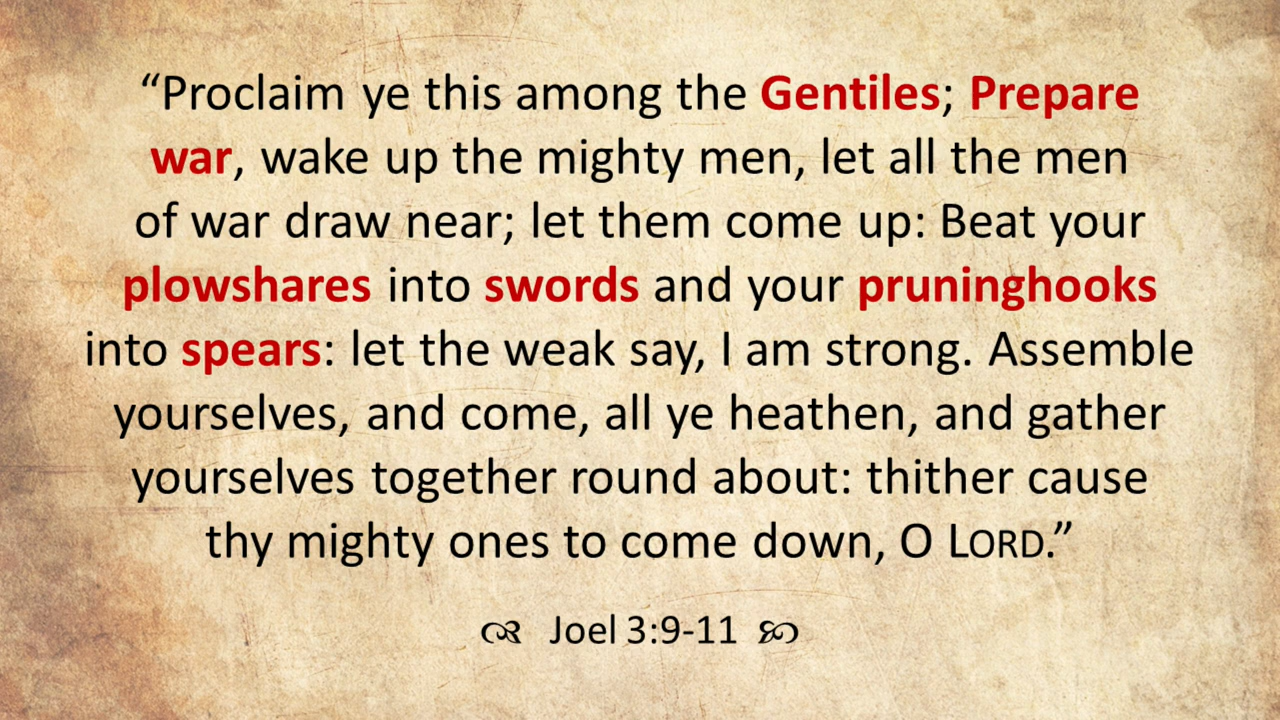 “Proclaim ye this among the Gentiles; Prepare
war, wake up the mighty men, let all the men
of war draw near; let them come up: Beat your
plowshares into swords and your pruninghooks
into spears: let the weak say, I am strong. Assemble
yourselves, and come, all ye heathen, and gather
yourselves together round about: thither cause
thy mighty ones to come down, O LORD.”
Joel 3:9-11